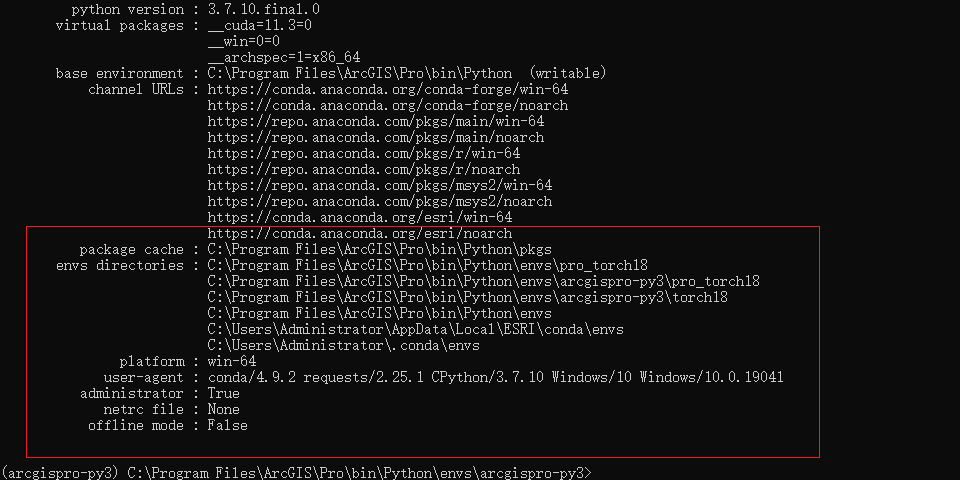 python version : 3.7.10.final.0
virtual packages : __cuda=11.3=0
__win=0=0
__archspec=1=x86_64
base environment : C:\Program Files\ArcGIS\Pro\bin\Python  (writable)
channel URLs : https://conda.anaconda.org/conda-forge/win-64
https://conda.anaconda.org/conda-forge/noarch
https://repo.anaconda.com/pkgs/main/win-64
https://repo.anaconda.com/pkgs/main/noarch
https://repo.anaconda.com/pkgs/r/win-64
https://repo.anaconda.com/pkgs/r/noarch
https://repo.anaconda.com/pkgs/msys2/win-64
https://repo.anaconda.com/pkgs/msys2/noarch
https://conda.anaconda.org/esri/win-64
https://conda.anaconda.org/esri/noarch
package cache : C:\Program Files\ArcGIS\Pro\bin\Python\pkgs
envs directories : C:\Program Files\ArcGIS\Pro\bin\Python\envs\pro_torch18
C:\Program Files\ArcGIS\Pro\bin\Python\envs\arcgispro-py3\pro_torch18
C:\Program Files\ArcGIS\Pro\bin\Python\envs\arcgispro-py3\torch18
C:\Program Files\ArcGIS\Pro\bin\Python\envs
C:\Users\Administrator\AppData\Local\ESRI\conda\envs
C:\Users\Administrator\.conda\envs
platform : win-64
user-agent : conda/4.9.2 requests/2.25.1 CPython/3.7.10 Windows/10 Windows/10.0.19041
administrator : True
netrc file : None
offline mode : False
(arcgispro-py3) C:\Program Files\ArcGIS\Pro\bin\Python\envs\arcgispro-py3>